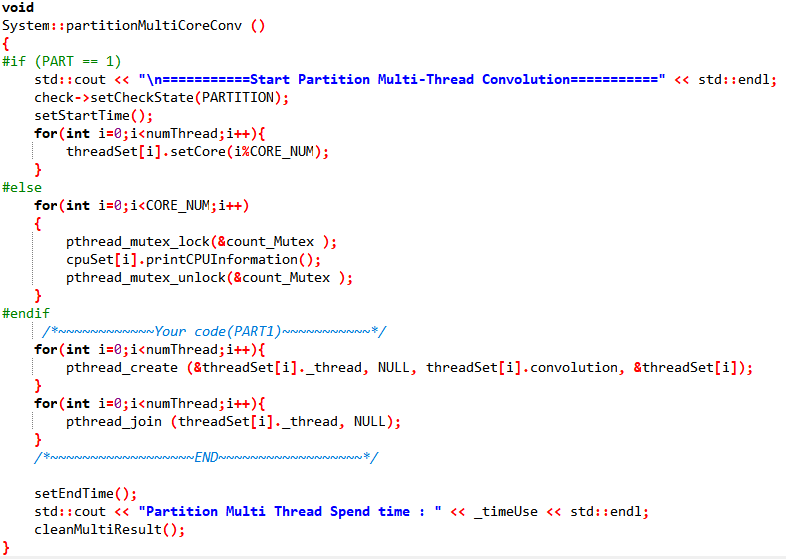 void
System::partitionMultiCoreConv ()
{
#if (PART == 1)
    std::cout << "\n===========Start Partition Multi-Thread Convolution===========" << std::endl;
    check->setCheckState(PARTITION);
    setStartTime();
    for(int i=0;i<numThread;i++){
        threadSet[i].setCore(i%CORE_NUM);
    }
#else
    for(int i=0;i<CORE_NUM;i++)
    {
        pthread_mutex_lock(&count_Mutex );
        cpuSet[i].printCPUInformation();
        pthread_mutex_unlock(&count_Mutex );
    }
#endif
     /*~~~~~~~~~~~~Your code(PART1)~~~~~~~~~~~*/
    for(int i=0;i<numThread;i++){
        pthread_create (&threadSet[i]._thread, NULL, threadSet[i].convolution, &threadSet[i]);
    }
    for(int i=0;i<numThread;i++){
        pthread_join (threadSet[i]._thread, NULL);
    }
    /*~~~~~~~~~~~~~~~~~~END~~~~~~~~~~~~~~~~~~*/

    setEndTime();
    std::cout << "Partition Multi Thread Spend time : " << _timeUse << std::endl;
    cleanMultiResult();
}